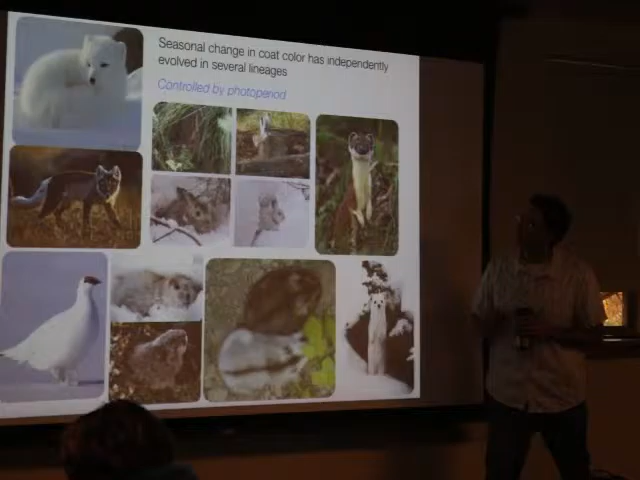 Seasonal change in coat color has independently
evolved in several lineages
Controlled by photoperiod